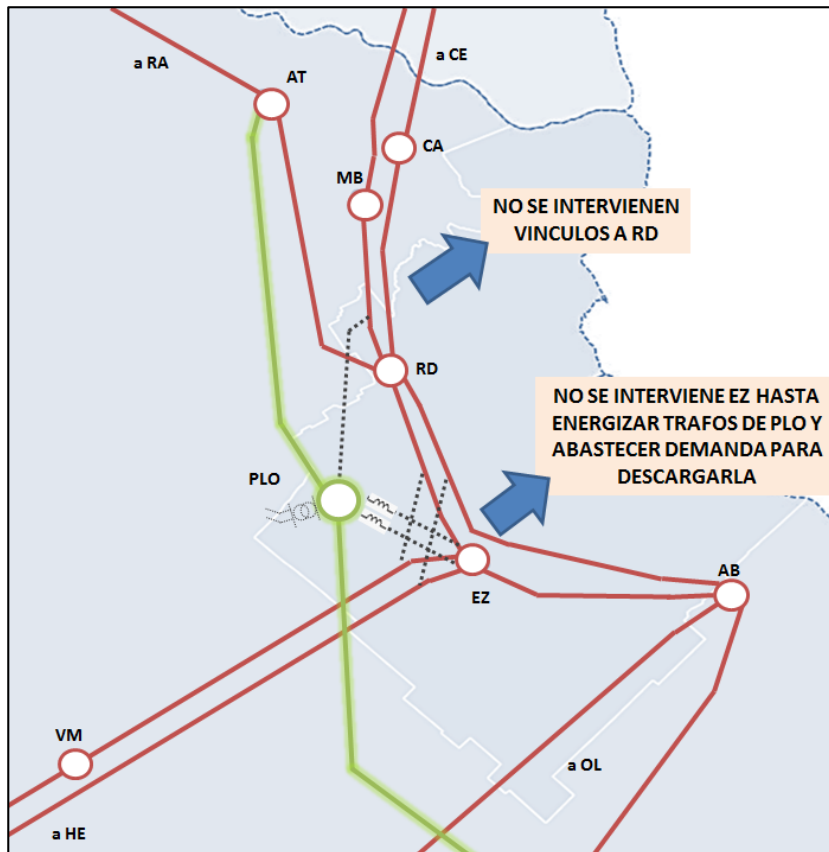 a RA
AT
a CE
CA
MB
NO SE INTERVIENEN
VINCULOS A RD
RD
NO SE INTERVIENE EZ HASTA
ENERGIZAR TRAFOS DE PLO Y
ABASTECER DEMANDA PARA
DESCARGARLA
PLO
EZ
AB
VM
a OL
a HE